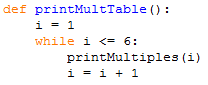 def printMultTable():
    i = 1
    while i <= 6:
        printMultiples(i)
        i = i + 1